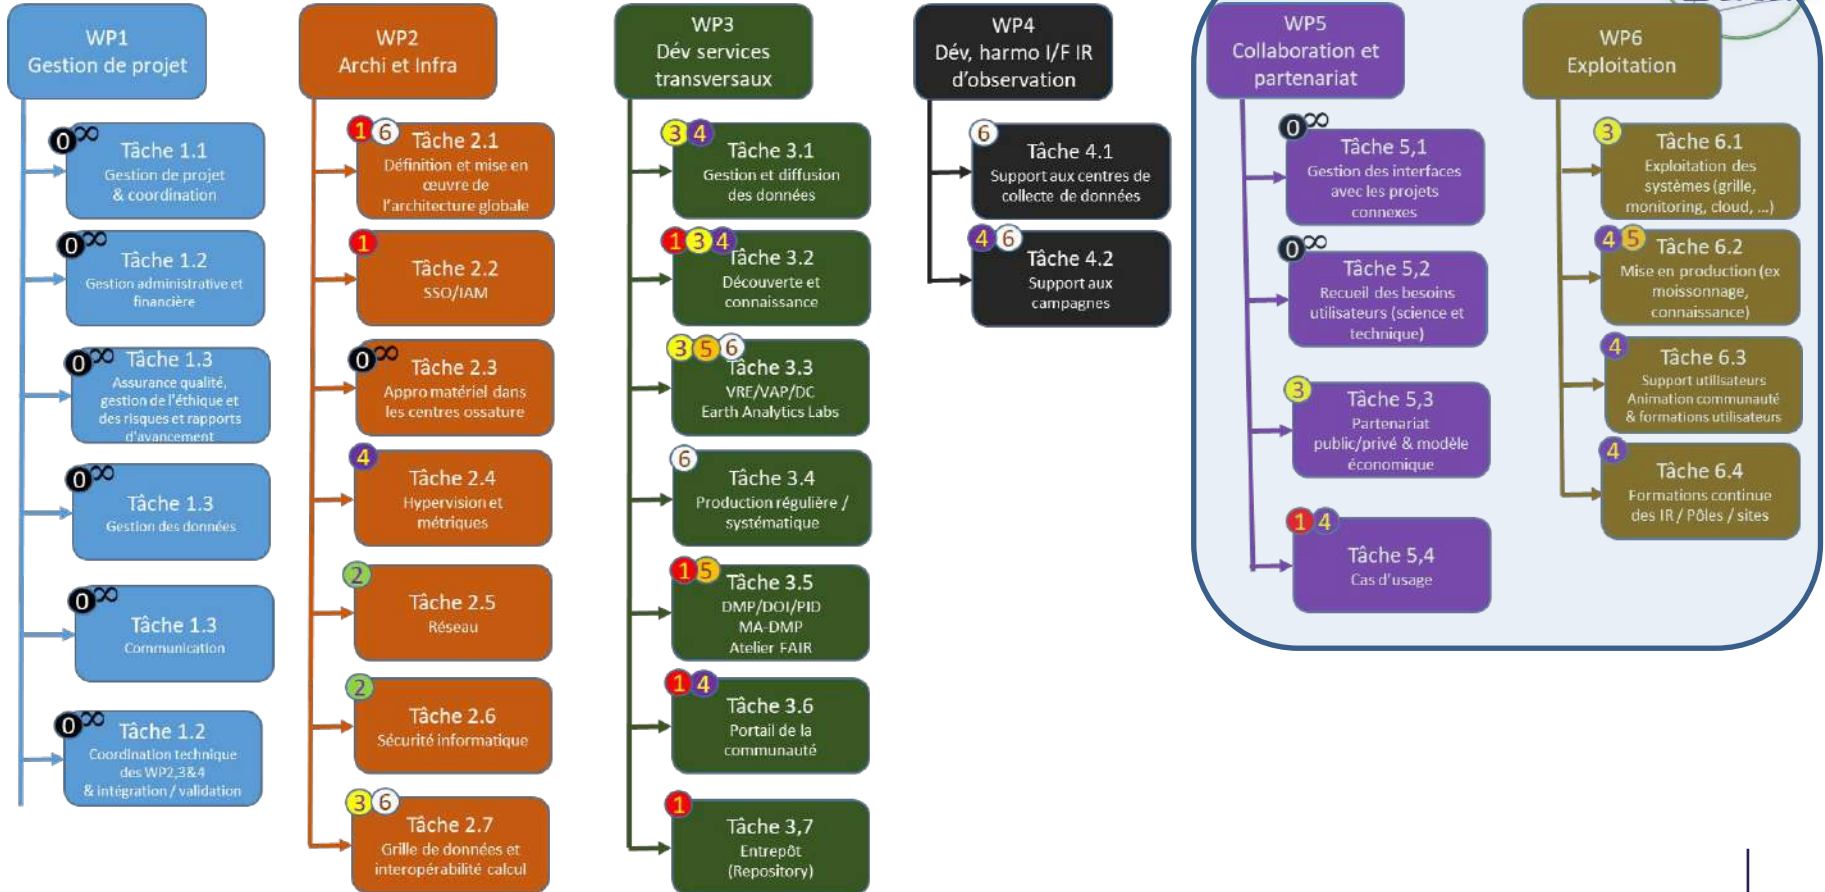 WP1
Gestion de projet
0∞
Tâche 1.1
Gestion de projet
& coordination
0∞
Tâche 1.2
Gestion administrative et
financière
0∞
Tâche 1.3
Assurance qualité,
gestion de l'éthique et
des risques et rapports
d'avancement
0∞
Tâche 1.3
Gestion des données
0∞
Tâche 1.3
Communication
0∞
Tâche 1.2
Coordination technique
des WP2,3&4
& intégration / validation
WP2
Archi et Infra
1 6
Tâche 2.1
Définition et mise en
œuvre de
l'architecture globale
1
Tâche 2.2
SSO/IAM
0∞
Tâche 2.3
Appro matériel dans
les centres ossature
4
Tâche 2.4
Hypervision et
métriques
2
Tâche 2.5
Réseau
2
Tâche 2.6
Sécurité informatique
3 6
Tâche 2.7
Grille de données et
interopérabilité calcul
WP3
Dév services
transversaux
3 4
Tâche 3.1
Gestion et diffusion
des données
1 3 4
Tâche 3.2
Découverte et
connaissance
3 5 6
Tâche 3.3
VRE/VAP/DC
Earth Analytics Labs
6
Tâche 3.4
Production régulière /
systématique
1 5
Tâche 3.5
DMP/DOI/PID
MA-DMP
Atelier FAIR
1 4
Tâche 3.6
Portail de la
communauté
1
Tâche 3,7
Entrepôt
(Repository)
WP4
Dév, harmo I/F IR
d'observation
6
Tâche 4.1
Support aux centres de
collecte de données
4 6
Tâche 4.2
Support aux
campagnes
WP5
Collaboration et
partenariat
0∞
Tâche 5,1
Gestion des interfaces
avec les projets
connexes
0∞
Tâche 5,2
Recueil des besoins
utilisateurs (science et
technique)
3
Tâche 5,3
Partenariat
public/privé & modèle
économique
1 4
Tâche 5,4
Cas d'usage
WP6
Exploitation
3
Tâche 6.1
Exploitation des
systèmes (grille,
monitoring, cloud, ...)
4 5
Tâche 6.2
Mise en production (ex
moissonnage,
connaissance)
4
Tâche 6.3
Support utilisateurs
Animation communauté
& formations utilisateurs
4
Tâche 6.4
Formations continue
des IR / Pôles / sites